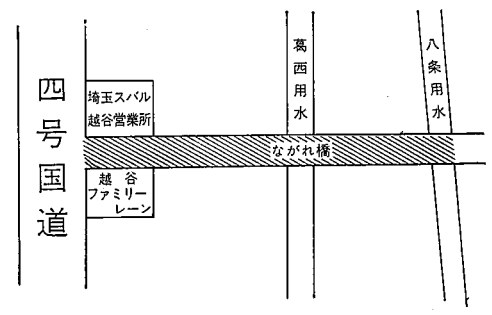 四号国道
埼玉スバル
越谷営業所
越谷
ファミリー
レーン
ながれ橋
葛西用水
八条用水